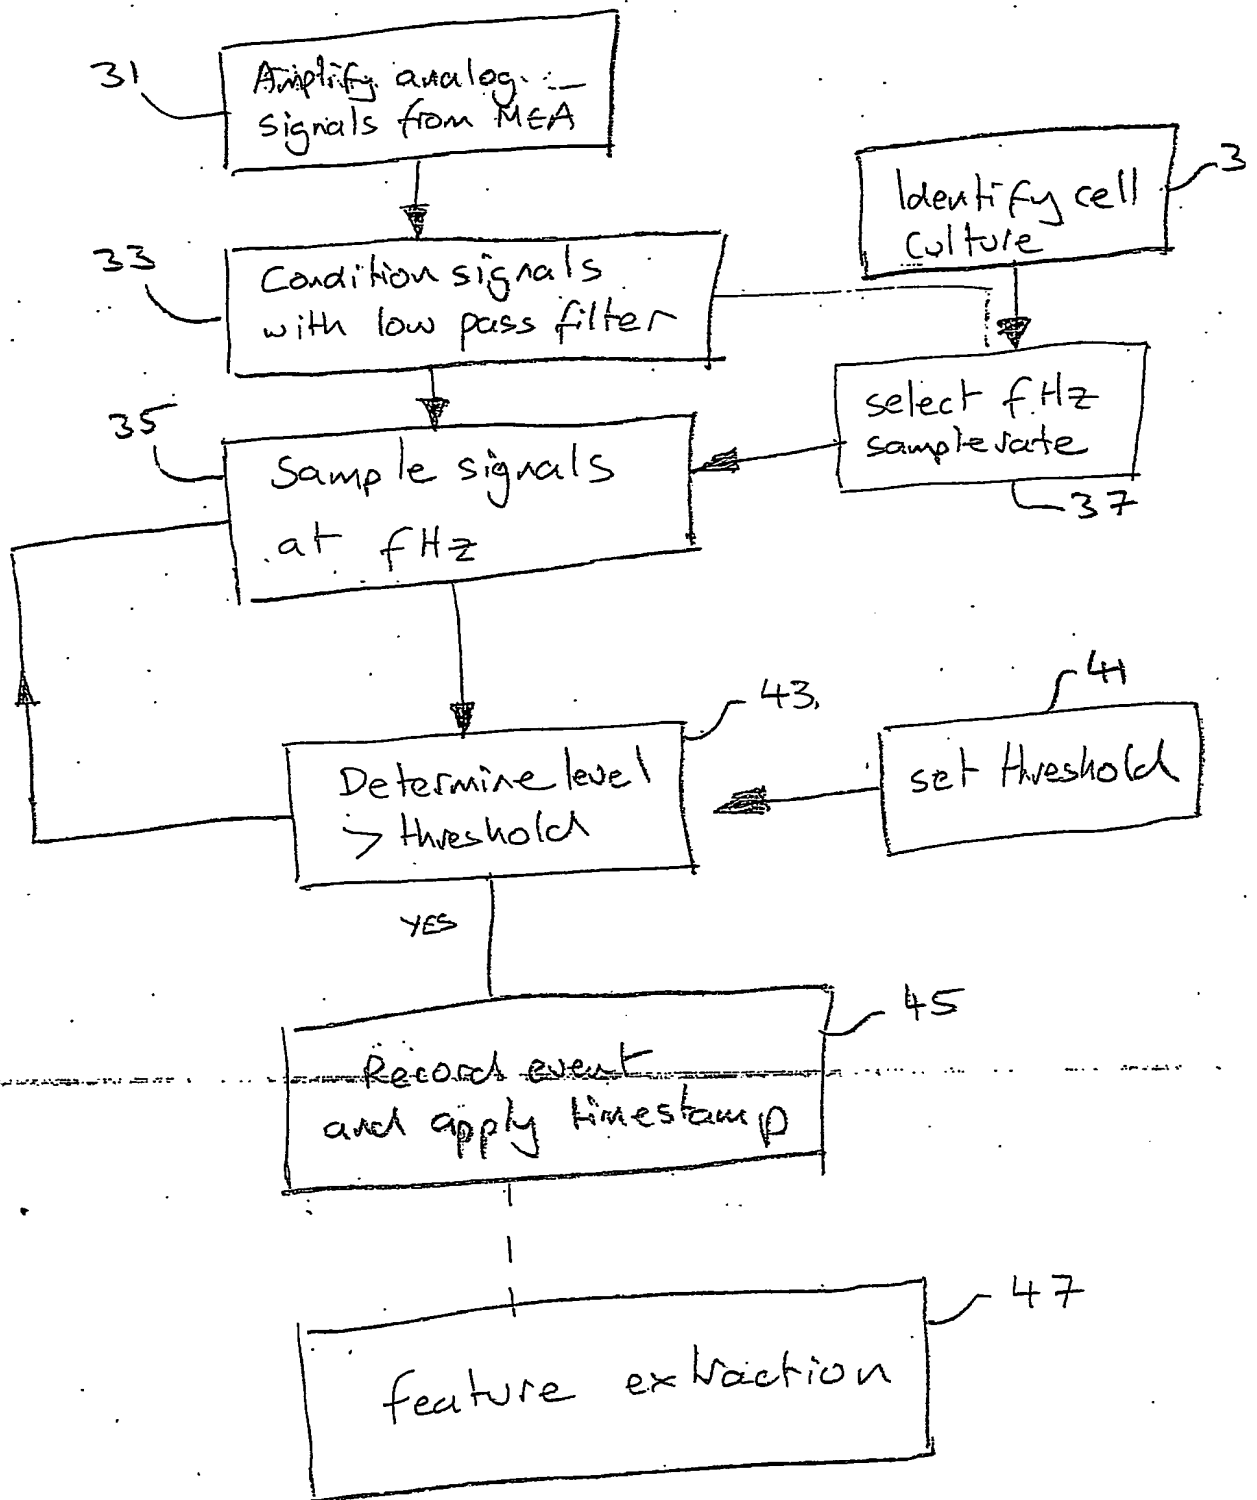 31
Amplify analog
signals from MEA
3
Identify cell
culture
33
Condition signals
with low pass filter
select f.Hz
sample rate
37
35
Sample signals
at fHz
43.
41
Determine level
> threshold
set threshold
YES
45
Record event
and apply timestamp
47
feature extraction